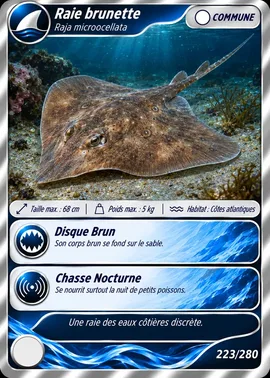 Raie brunette
Raja microocellata
COMMUNE
Taille max. : 68 cm | Poids max. : 5 kg | Habitat : Côtes atlantiques
Disque Brun
Son corps brun se fond sur le sable.
Chasse Nocturne
Se nourrit surtout la nuit de petits poissons.
Une raie des eaux côtières discrète.
223/280